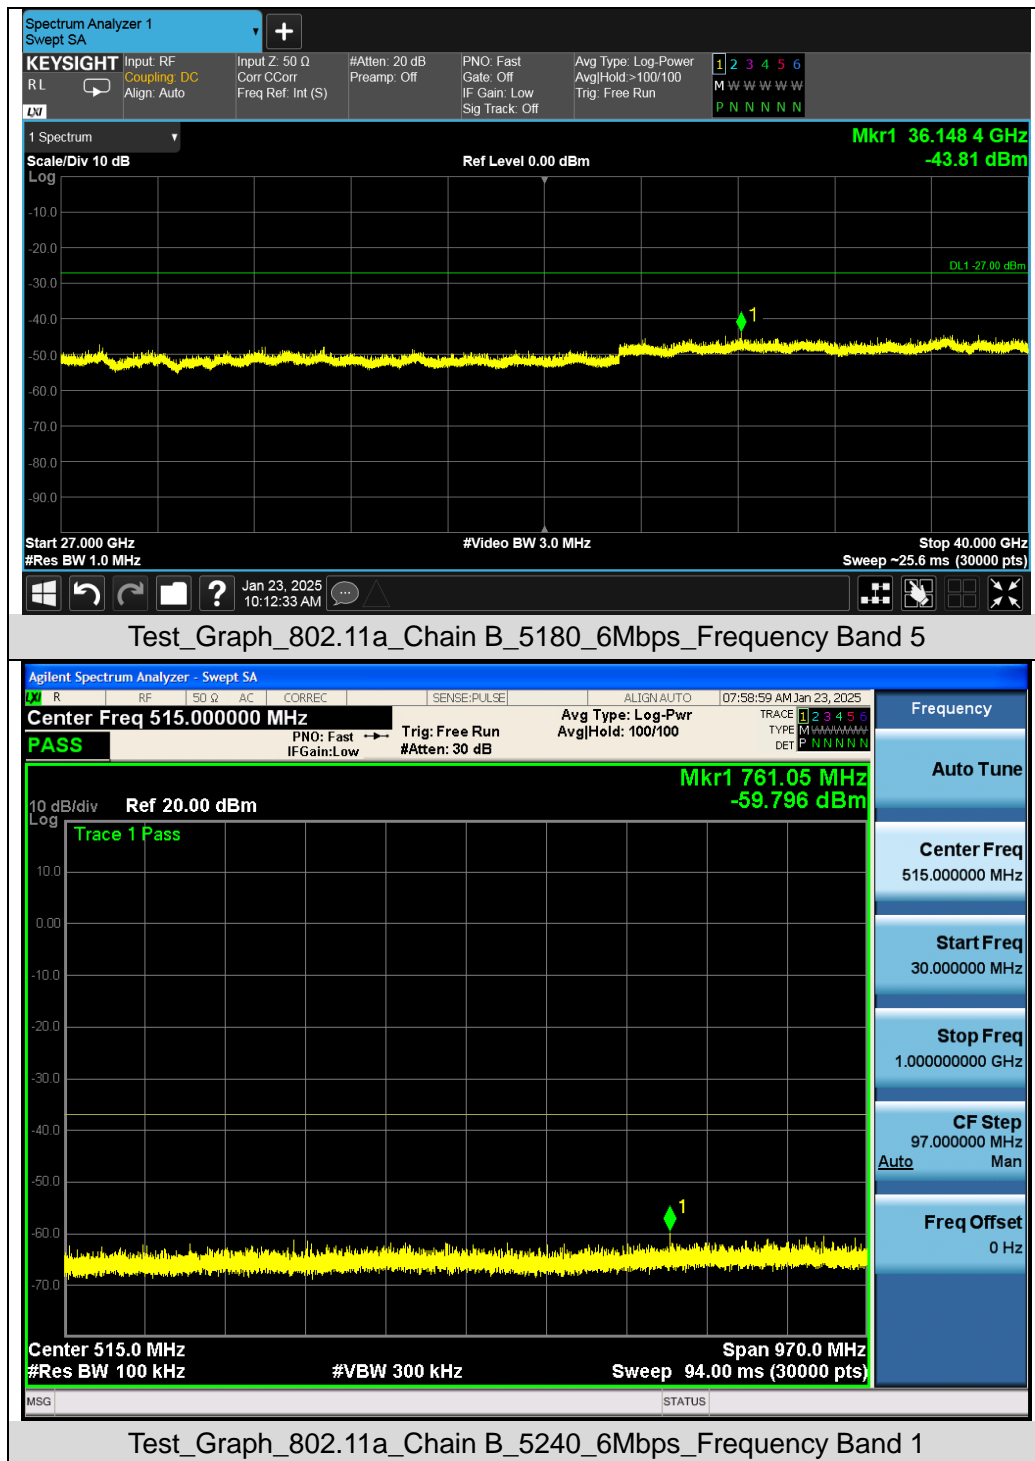 Spectrum Analyzer 1
Swept SA
+
KEYSIGHT Input: RF Input Z: 50 Ω #Atten: 20 dB PNO: Fast Avg Type: Log-Power 1 2 3 4 5 6
R L Coupling: DC Corr CCorr Preamp: Off Gate: Off Avg|Hold:>100/100 M W W W W W
Align: Auto Freq Ref: Int (S) IF Gain: Low Trig: Free Run
LXI Sig Track: Off P N N N N N
1 Spectrum
Mkr1 36.148 4 GHz
Scale/Div 10 dB Ref Level 0.00 dBm -43.81 dBm
Log
-10.0
-20.0
DL1 -27.00 dBm
-30.0
1
-40.0
-50.0
-60.0
-70.0
-80.0
-90.0
Start 27.000 GHz #Video BW 3.0 MHz Stop 40.000 GHz
#Res BW 1.0 MHz Sweep ~25.6 ms (30000 pts)
? Jan 23, 2025
10:12:33 AM
Test_Graph_802.11a_Chain B_5180_6Mbps_Frequency Band 5
Agilent Spectrum Analyzer - Swept SA
LXI R RF 50 Ω AC CORREC SENSE:PULSE ALIGN AUTO 07:58:59 AM Jan 23, 2025
Center Freq 515.000000 MHz Avg Type: Log-Pwr TRACE 1 2 3 4 5 6
PASS PNO: Fast Trig: Free Run Avg|Hold: 100/100 TYPE M W W W W W
IFGain:Low #Atten: 30 dB DET P N N N N N
Frequency
Auto Tune
Mkr1 761.05 MHz
10 dB/div Ref 20.00 dBm -59.796 dBm
Log
Trace 1 Pass
Center Freq
515.000000 MHz
10.0
0.00
Start Freq
30.000000 MHz
-10.0
-20.0
Stop Freq
1.000000000 GHz
-30.0
-40.0
CF Step
97.000000 MHz
Auto Man
-50.0
1
Freq Offset
0 Hz
-60.0
-70.0
Center 515.0 MHz Span 970.0 MHz
#Res BW 100 kHz #VBW 300 kHz Sweep 94.00 ms (30000 pts)
MSG STATUS
Test_Graph_802.11a_Chain B_5240_6Mbps_Frequency Band 1